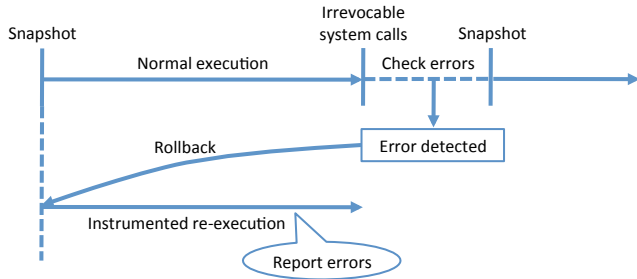 Snapshot
Irrevocable
system calls
Snapshot
Normal execution
Check errors
Rollback
Error detected
Instrumented re-execution
Report errors